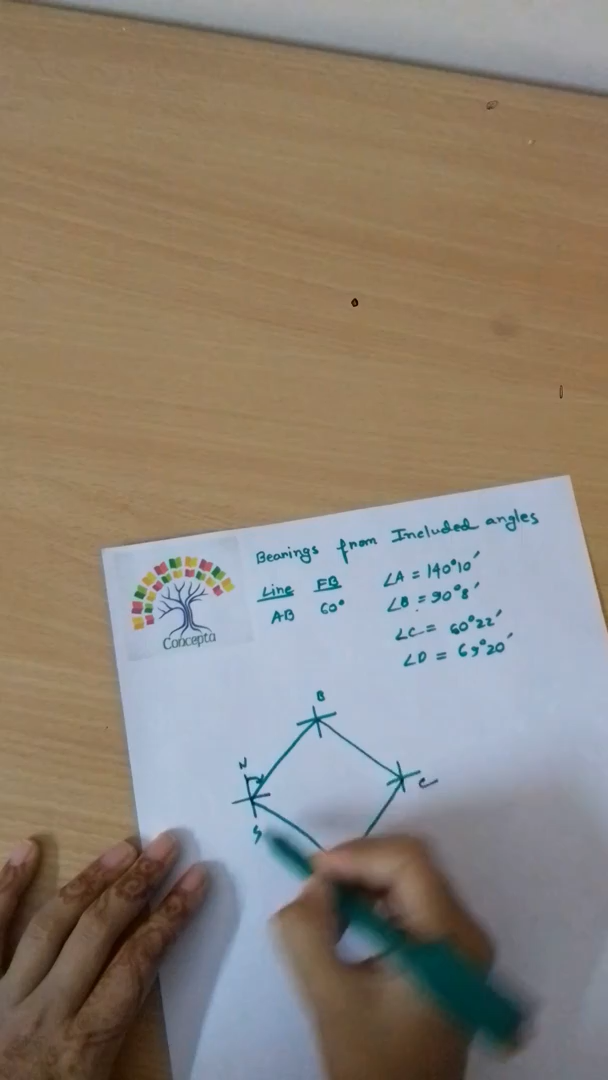 Bearings from Included angles
Line FB
AB 60°
∠A = 140°10′
∠B = 90°8′
∠C = 60°22′
∠D = 69°20′
Concepta
B
N
C
S